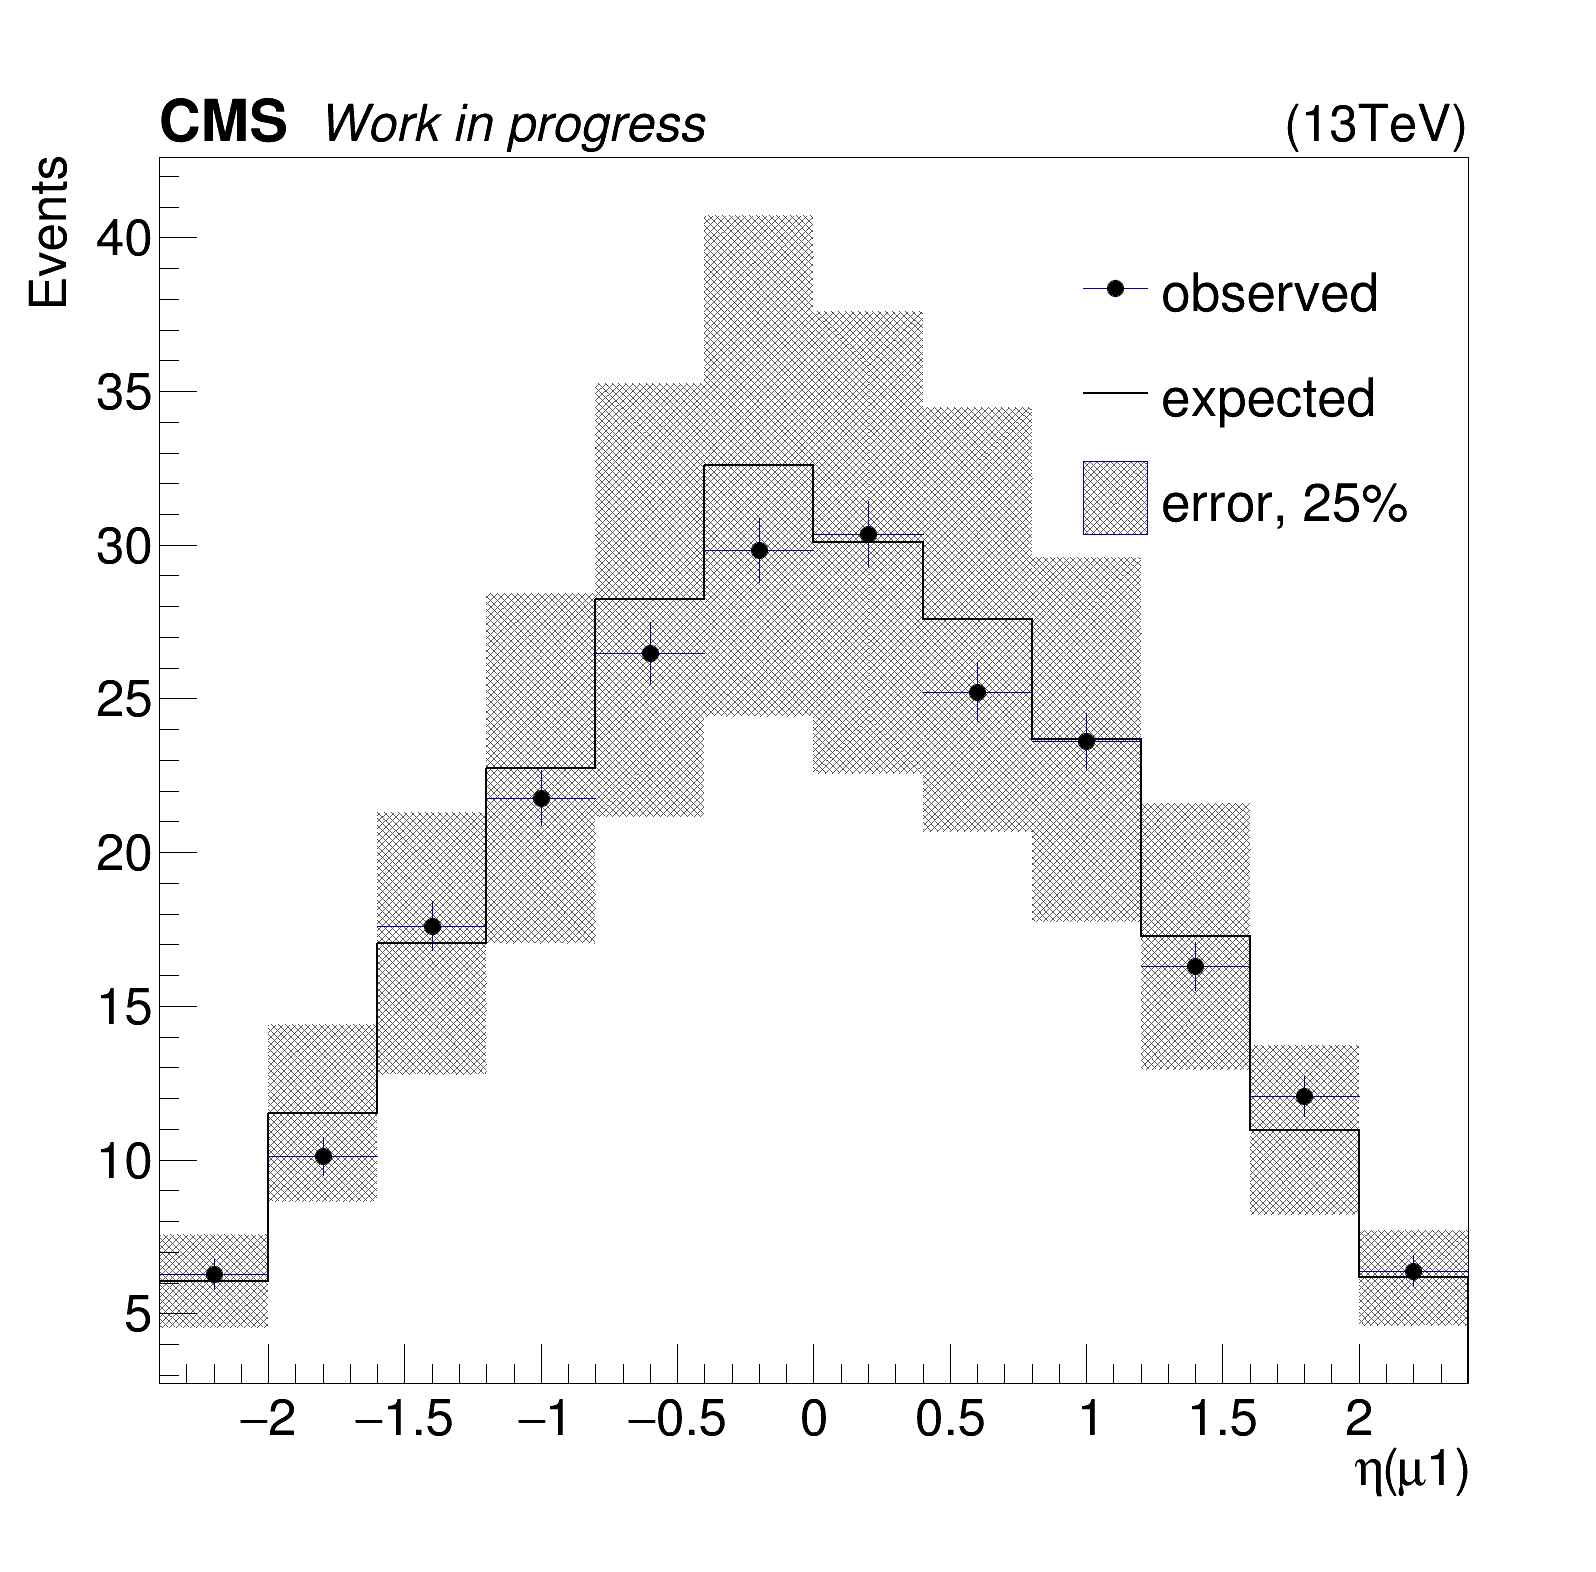 CMS Work in progress (13TeV)
Events
40
35
30
25
20
15
10
5
observed
expected
error, 25%
−2 −1.5 −1 −0.5 0 0.5 1 1.5 2
η(μ1)